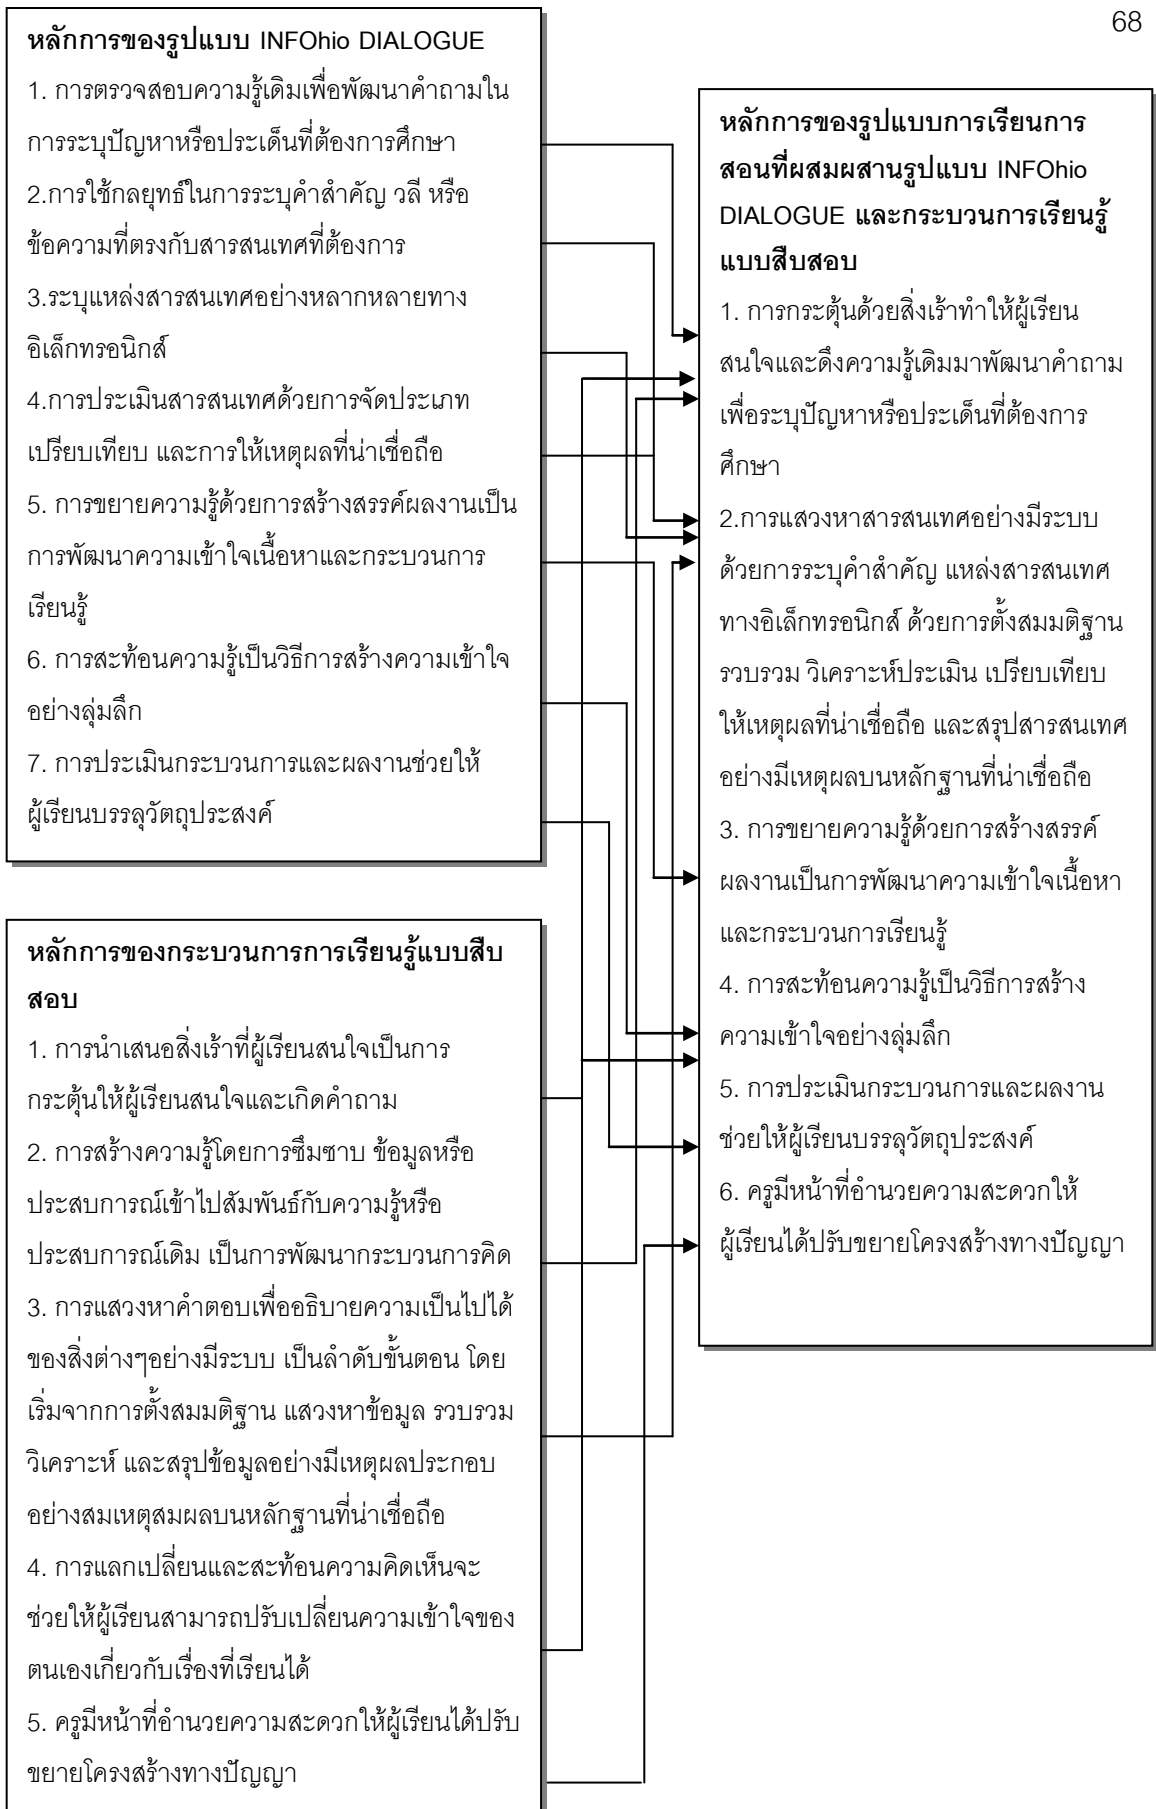 68
หลักการของรูปแบบ INFOhio DIALOGUE
1. การตรวจสอบความรู้เดิมเพื่อพัฒนาคำถามใน
การระบุปัญหาหรือประเด็นที่ต้องการศึกษา
2.การใช้กลยุทธ์ในการระบุคำสำคัญ วลี หรือ
ข้อความที่ตรงกับสารสนเทศที่ต้องการ
3.ระบุแหล่งสารสนเทศอย่างหลากหลายทาง
อิเล็กทรอนิกส์
4.การประเมินสารสนเทศด้วยการจัดประเภท
เปรียบเทียบ และการให้เหตุผลที่น่าเชื่อถือ
5. การขยายความรู้ด้วยการสร้างสรรค์ผลงานเป็น
การพัฒนาความเข้าใจเนื้อหาและกระบวนการ
เรียนรู้
6. การสะท้อนความรู้เป็นวิธีการสร้างความเข้าใจ
อย่างลุ่มลึก
7. การประเมินกระบวนการและผลงานช่วยให้
ผู้เรียนบรรลุวัตถุประสงค์
หลักการของกระบวนการการเรียนรู้แบบสืบ
สอบ
1. การนำเสนอสิ่งเร้าที่ผู้เรียนสนใจเป็นการ
กระตุ้นให้ผู้เรียนสนใจและเกิดคำถาม
2. การสร้างความรู้โดยการซึมซาบ ข้อมูลหรือ
ประสบการณ์เข้าไปสัมพันธ์กับความรู้หรือ
ประสบการณ์เดิม เป็นการพัฒนากระบวนการคิด
3. การแสวงหาคำตอบเพื่ออธิบายความเป็นไปได้
ของสิ่งต่างๆอย่างมีระบบ เป็นลำดับขั้นตอน โดย
เริ่มจากการตั้งสมมติฐาน แสวงหาข้อมูล รวบรวม
วิเคราะห์ และสรุปข้อมูลอย่างมีเหตุผลประกอบ
อย่างสมเหตุสมผลบนหลักฐานที่น่าเชื่อถือ
4. การแลกเปลี่ยนและสะท้อนความคิดเห็นจะ
ช่วยให้ผู้เรียนสามารถปรับเปลี่ยนความเข้าใจของ
ตนเองเกี่ยวกับเรื่องที่เรียนได้
5. ครูมีหน้าที่อำนวยความสะดวกให้ผู้เรียนได้ปรับ
ขยายโครงสร้างทางปัญญา
หลักการของรูปแบบการเรียนการ
สอนที่ผสมผสานรูปแบบ INFOhio
DIALOGUE และกระบวนการเรียนรู้
แบบสืบสอบ
1. การกระตุ้นด้วยสิ่งเร้าทำให้ผู้เรียน
สนใจและดึงความรู้เดิมมาพัฒนาคำถาม
เพื่อระบุปัญหาหรือประเด็นที่ต้องการ
ศึกษา
2.การแสวงหาสารสนเทศอย่างมีระบบ
ด้วยการระบุคำสำคัญ แหล่งสารสนเทศ
ทางอิเล็กทรอนิกส์ ด้วยการตั้งสมมติฐาน
รวบรวม วิเคราะห์ประเมิน เปรียบเทียบ
ให้เหตุผลที่น่าเชื่อถือ และสรุปสารสนเทศ
อย่างมีเหตุผลบนหลักฐานที่น่าเชื่อถือ
3. การขยายความรู้ด้วยการสร้างสรรค์
ผลงานเป็นการพัฒนาความเข้าใจเนื้อหา
และกระบวนการเรียนรู้
4. การสะท้อนความรู้เป็นวิธีการสร้าง
ความเข้าใจอย่างลุ่มลึก
5. การประเมินกระบวนการและผลงาน
ช่วยให้ผู้เรียนบรรลุวัตถุประสงค์
6. ครูมีหน้าที่อำนวยความสะดวกให้
ผู้เรียนได้ปรับขยายโครงสร้างทางปัญญา